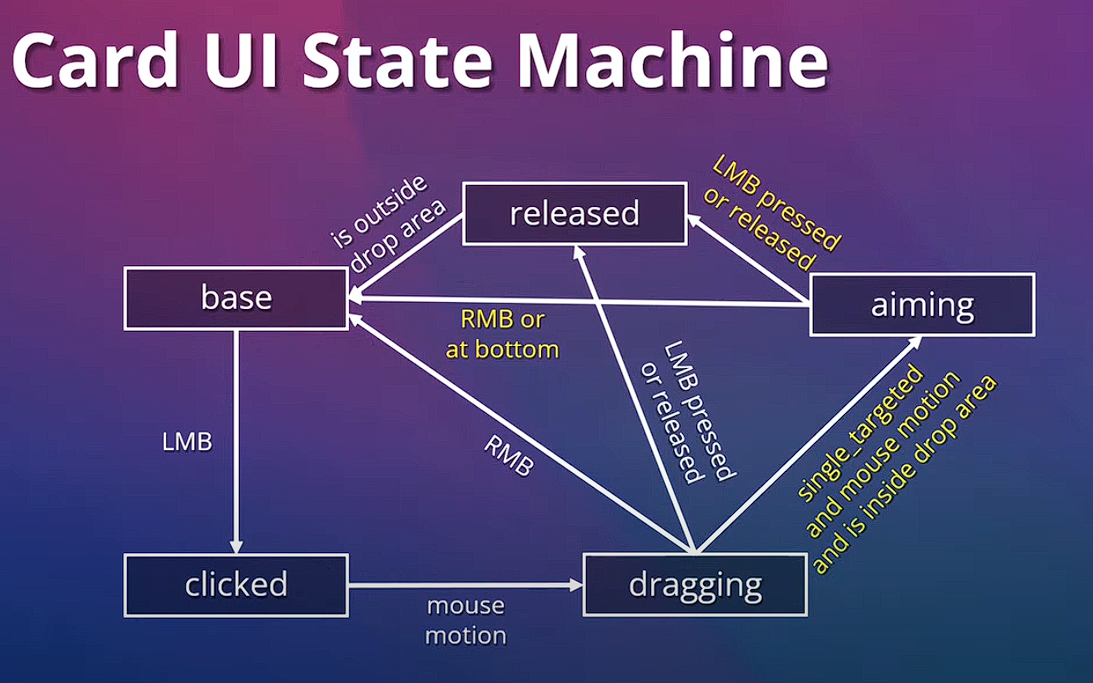 Card UI State Machine
is outside
drop area
released
LMB pressed
or released
base
aiming
RMB or
at bottom
LMB pressed
or released
single_targeted
and mouse motion
and is inside drop area
LMB
RMB
clicked
dragging
mouse
motion